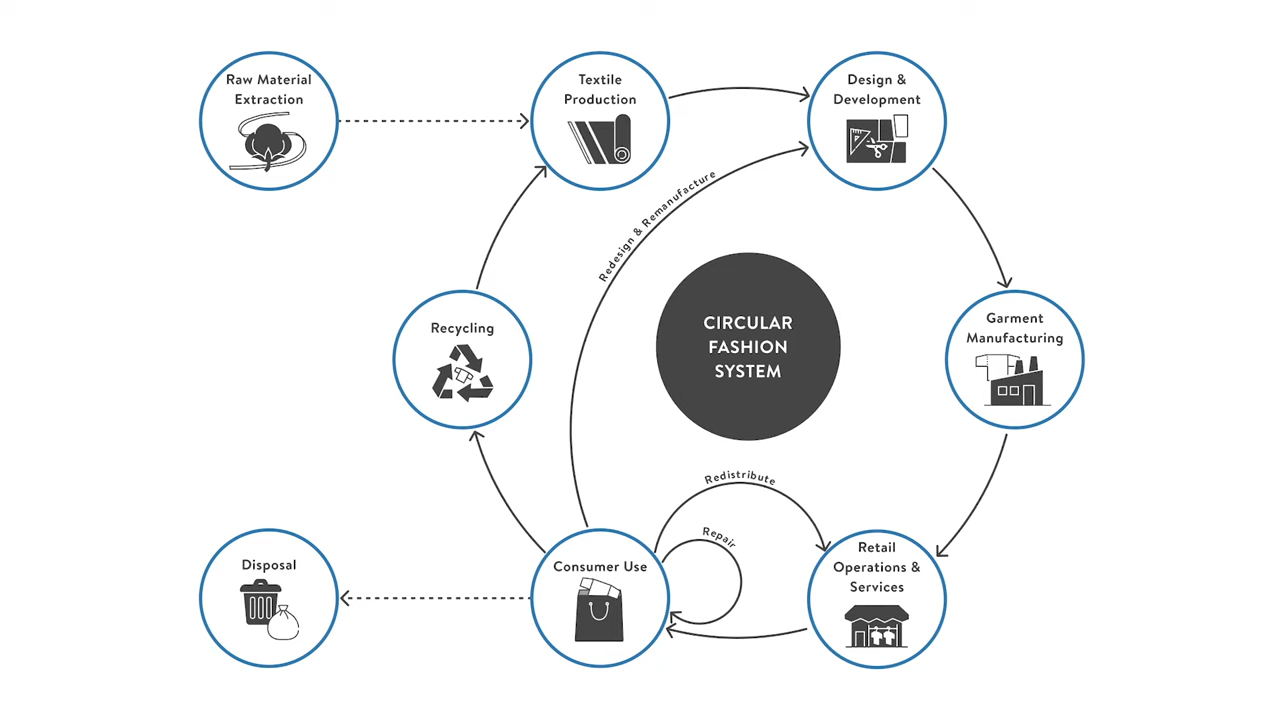 Raw Material
Extraction
Textile
Production
Design &
Development
Redesign & Remanufacture
CIRCULAR
FASHION
SYSTEM
Recycling
Garment
Manufacturing
Redistribute
Repair
Disposal
Consumer Use
Retail
Operations &
Services